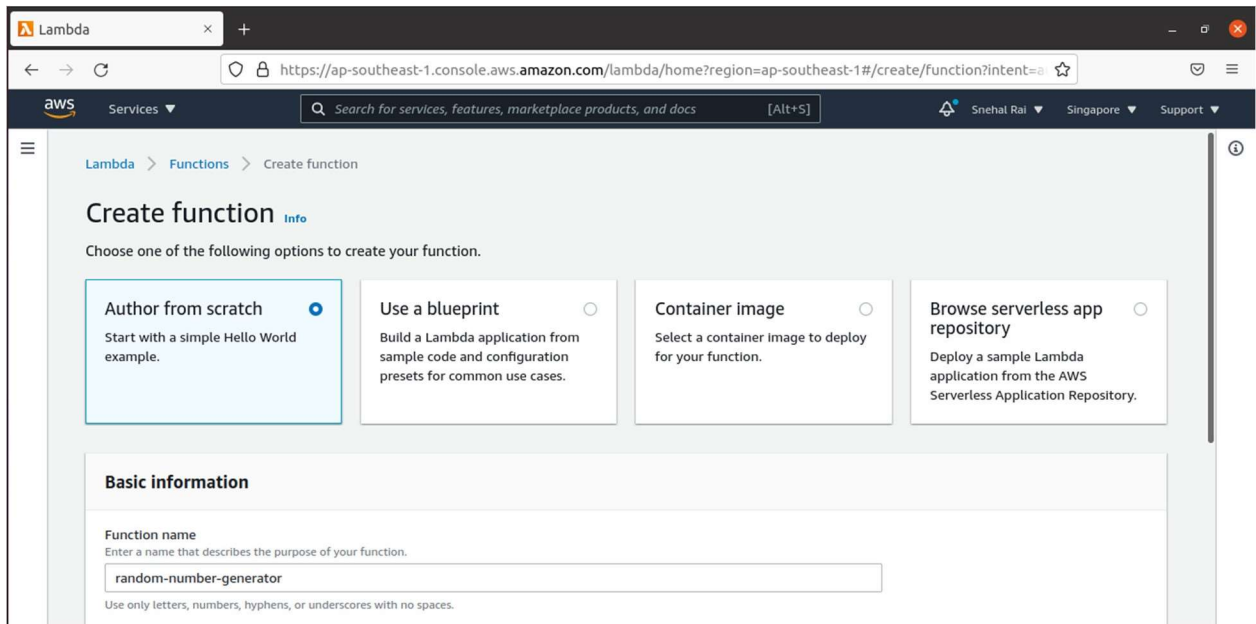 Lambda
https://ap-southeast-1.console.aws.amazon.com/lambda/home?region=ap-southeast-1#/create/function?intent=a
aws Services ▼ Search for services, features, marketplace products, and docs [Alt+S] Snehal Rai ▼ Singapore ▼ Support ▼
Lambda > Functions > Create function
Create function Info
Choose one of the following options to create your function.
Author from scratch
Start with a simple Hello World
example.
Use a blueprint
Build a Lambda application from
sample code and configuration
presets for common use cases.
Container image
Select a container image to deploy
for your function.
Browse serverless app
repository
Deploy a sample Lambda
application from the AWS
Serverless Application Repository.
Basic information
Function name
Enter a name that describes the purpose of your function.
random-number-generator
Use only letters, numbers, hyphens, or underscores with no spaces.